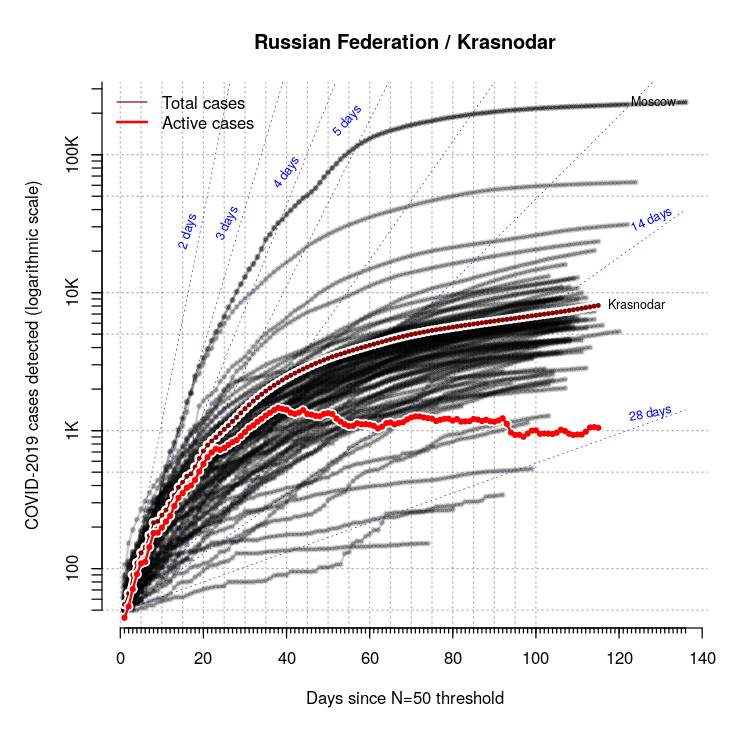 Russian Federation / Krasnodar
Total cases
Active cases
Moscow
5 days
4 days
3 days
2 days
14 days
Krasnodar
28 days
COVID-2019 cases detected (logarithmic scale)
100K
10K
1K
100
0 20 40 60 80 100 120 140
Days since N=50 threshold